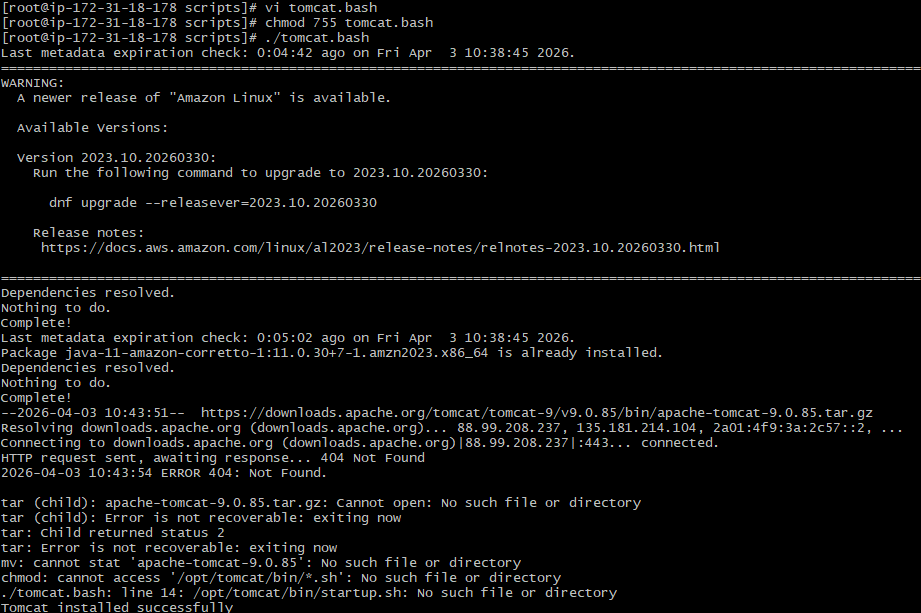 [root@ip-172-31-18-178 scripts]# vi tomcat.bash
[root@ip-172-31-18-178 scripts]# chmod 755 tomcat.bash
[root@ip-172-31-18-178 scripts]# ./tomcat.bash
Last metadata expiration check: 0:04:42 ago on Fri Apr  3 10:38:45 2026.
================================================================================
WARNING:
  A newer release of "Amazon Linux" is available.
  Available Versions:
  Version 2023.10.20260330:
    Run the following command to upgrade to 2023.10.20260330:
      dnf upgrade --releasever=2023.10.20260330
    Release notes:
     https://docs.aws.amazon.com/linux/al2023/release-notes/relnotes-2023.10.20260330.html
================================================================================
Dependencies resolved.
Nothing to do.
Complete!
Last metadata expiration check: 0:05:02 ago on Fri Apr  3 10:38:45 2026.
Package java-11-amazon-corretto-1:11.0.30+7-1.amzn2023.x86_64 is already installed.
Dependencies resolved.
Nothing to do.
Complete!
--2026-04-03 10:43:51--  https://downloads.apache.org/tomcat/tomcat-9/v9.0.85/bin/apache-tomcat-9.0.85.tar.gz
Resolving downloads.apache.org (downloads.apache.org)... 88.99.208.237, 135.181.214.104, 2a01:4f9:3a:2c57::2, ...
Connecting to downloads.apache.org (downloads.apache.org)|88.99.208.237|:443... connected.
HTTP request sent, awaiting response... 404 Not Found
2026-04-03 10:43:54 ERROR 404: Not Found.
tar (child): apache-tomcat-9.0.85.tar.gz: Cannot open: No such file or directory
tar (child): Error is not recoverable: exiting now
tar: Child returned status 2
tar: Error is not recoverable: exiting now
mv: cannot stat 'apache-tomcat-9.0.85': No such file or directory
chmod: cannot access '/opt/tomcat/bin/*.sh': No such file or directory
./tomcat.bash: line 14: /opt/tomcat/bin/startup.sh: No such file or directory
Tomcat installed successfully